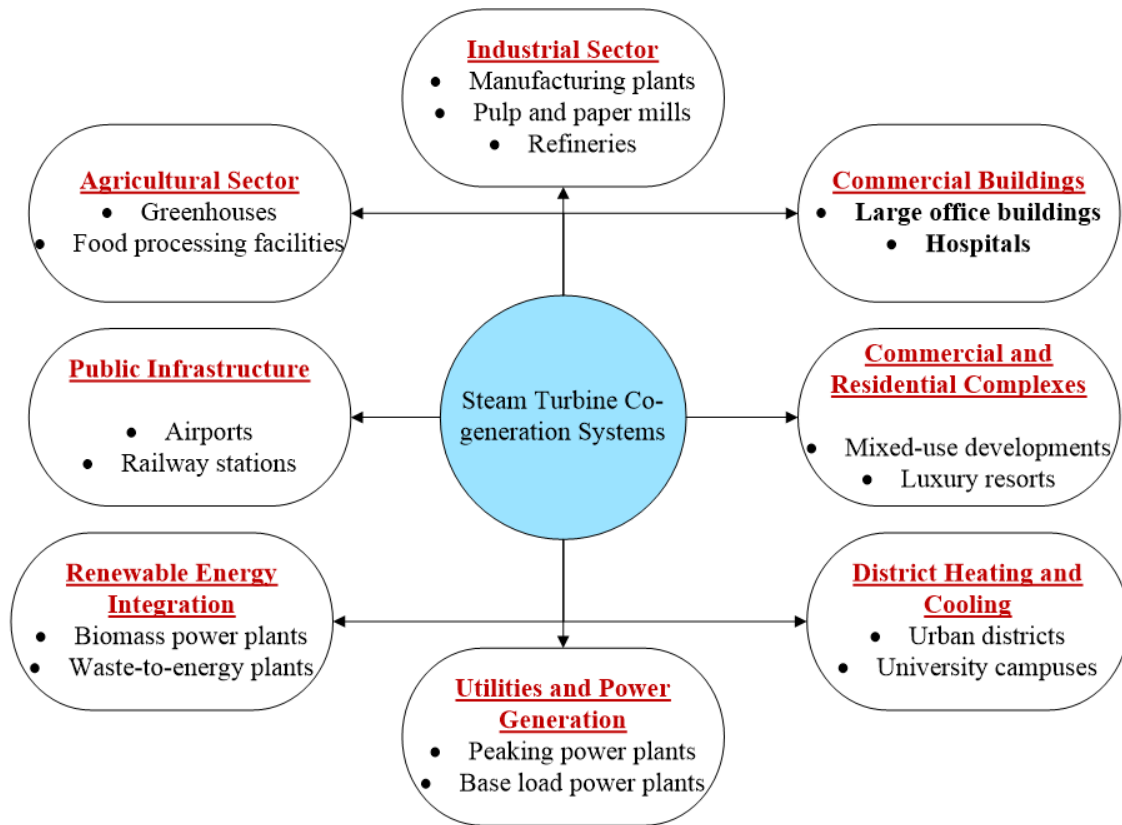 Industrial Sector
• Manufacturing plants
• Pulp and paper mills
• Refineries
Agricultural Sector
• Greenhouses
• Food processing facilities
Commercial Buildings
• Large office buildings
• Hospitals
Public Infrastructure
• Airports
• Railway stations
Steam Turbine Co-
generation Systems
Commercial and
Residential Complexes
• Mixed-use developments
• Luxury resorts
Renewable Energy
Integration
• Biomass power plants
• Waste-to-energy plants
Utilities and Power
Generation
• Peaking power plants
• Base load power plants
District Heating and
Cooling
• Urban districts
• University campuses